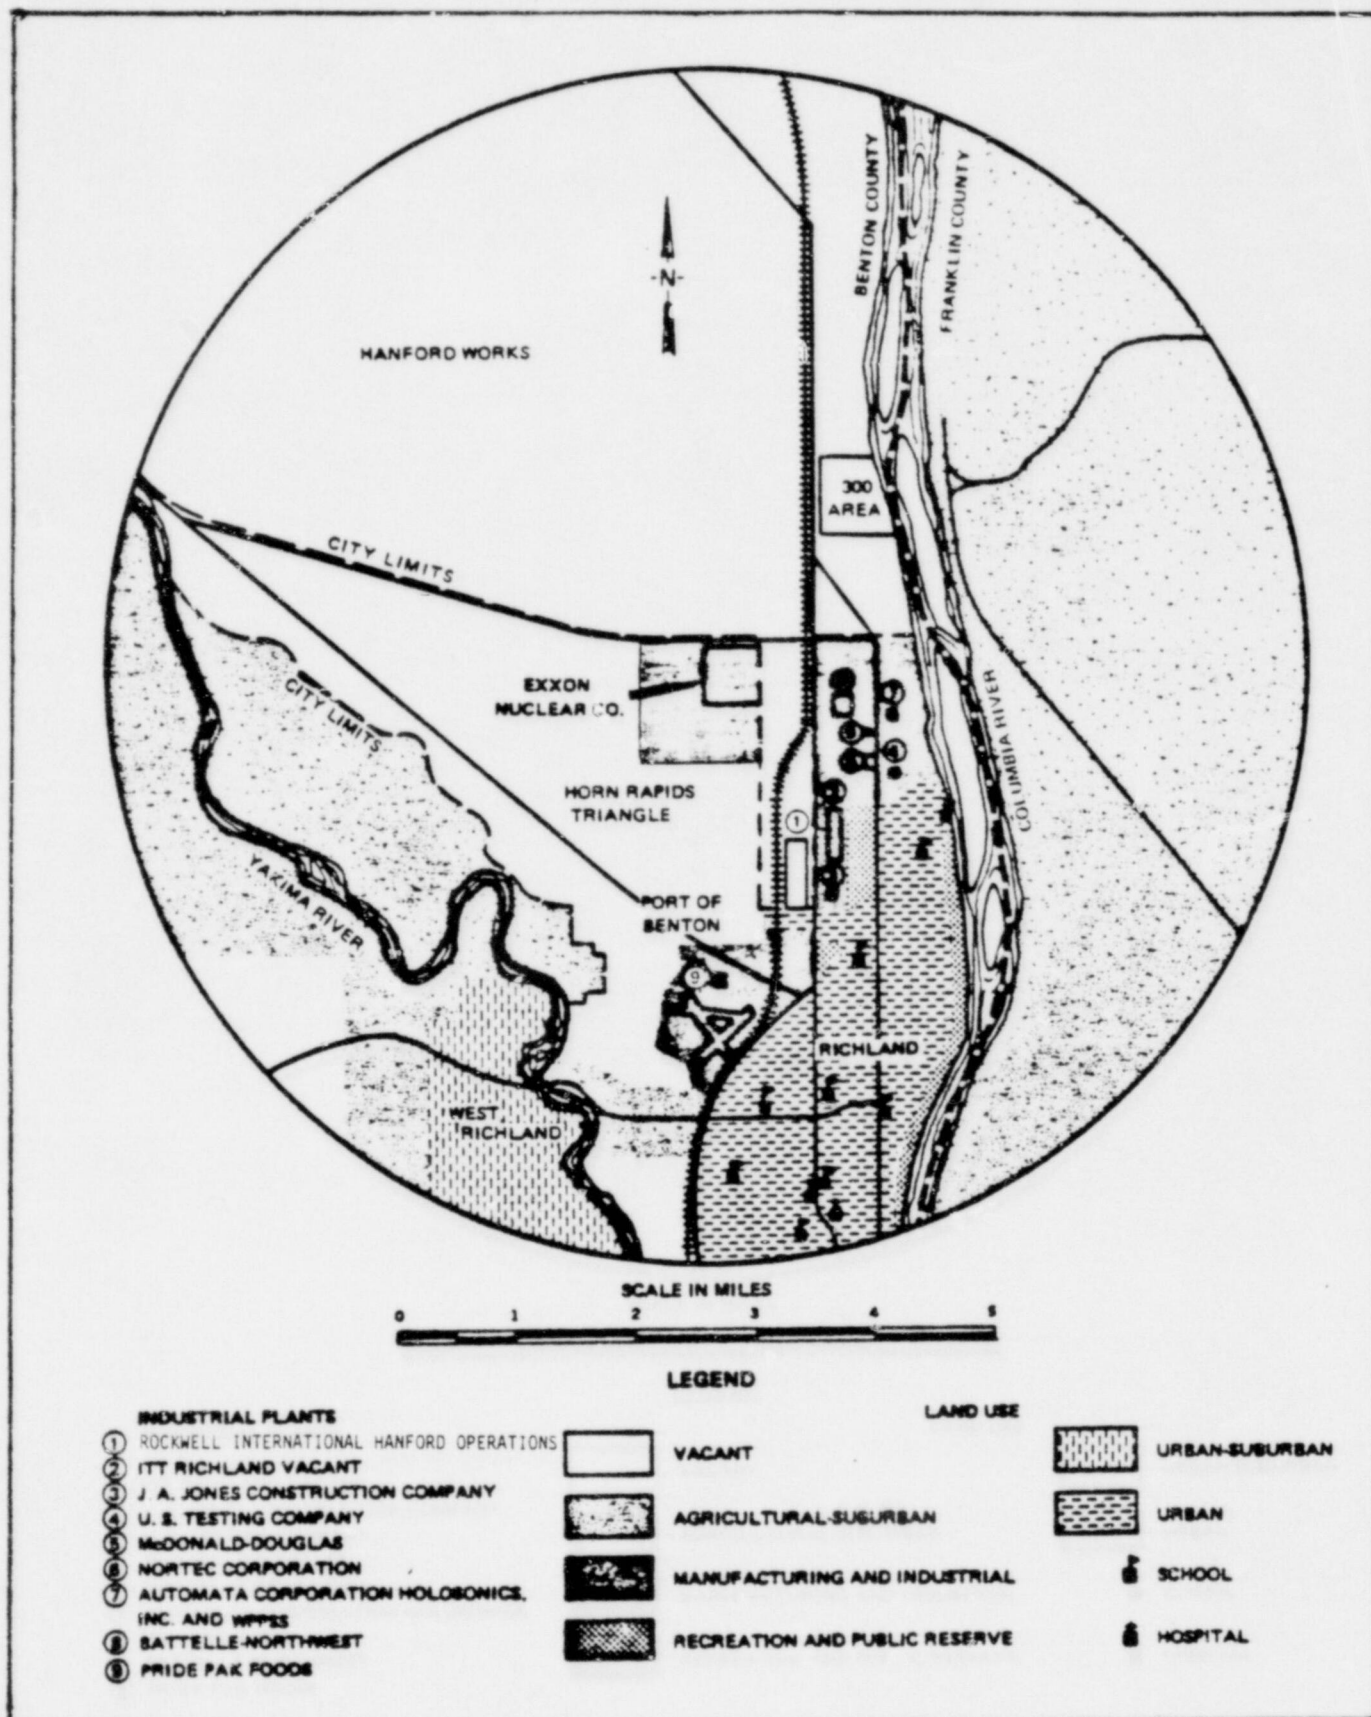 BENTON COUNTY
FRANKLIN COUNTY
-N-
HANFORD WORKS
300
AREA
CITY LIMITS
EXXON
NUCLEAR CO.
CITY LIMITS
COLUMBIA RIVER
HORN RAPIDS
TRIANGLE
1
YAKIMA RIVER
PORT OF
BENTON
9
RICHLAND
WEST
RICHLAND
SCALE IN MILES
0 1 2 3 4 5
LEGEND
INDUSTRIAL PLANTS
1 ROCKWELL INTERNATIONAL HANFORD OPERATIONS
2 ITT RICHLAND VACANT
3 J. A. JONES CONSTRUCTION COMPANY
4 U. S. TESTING COMPANY
5 McDONALD-DOUGLAS
6 NORTEC CORPORATION
7 AUTOMATA CORPORATION HOLOSONICS,
INC. AND WPPSS
8 BATTELLE-NORTHWEST
9 PRIDE PAK FOODS
LAND USE
VACANT
AGRICULTURAL-SUBURBAN
MANUFACTURING AND INDUSTRIAL
RECREATION AND PUBLIC RESERVE
URBAN-SUBURBAN
URBAN
SCHOOL
HOSPITAL